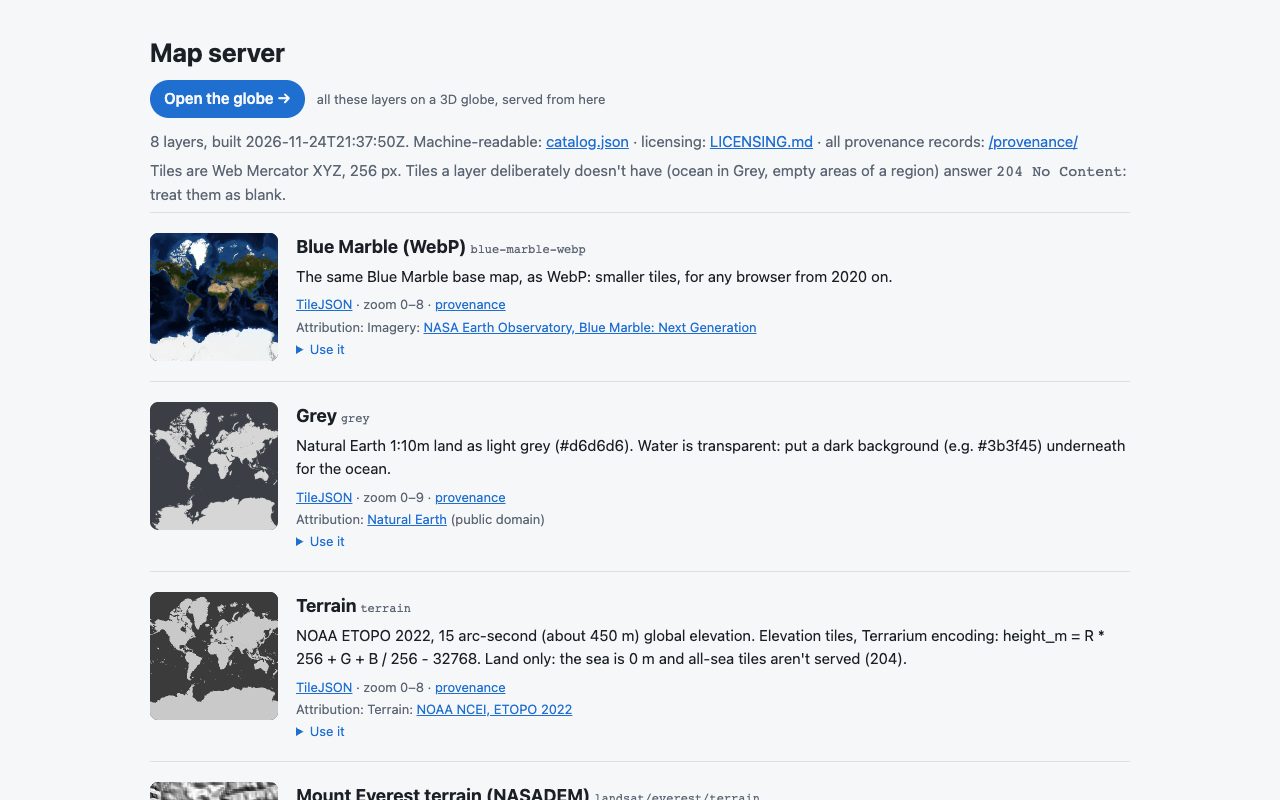 Map server
Open the globe → all these layers on a 3D globe, served from here
8 layers, built 2026-11-24T21:37:50Z. Machine-readable: catalog.json · licensing: LICENSING.md · all provenance records: /provenance/
Tiles are Web Mercator XYZ, 256 px. Tiles a layer deliberately doesn't have (ocean in Grey, empty areas of a region) answer 204 No Content:
treat them as blank.
Blue Marble (WebP) blue-marble-webp
The same Blue Marble base map, as WebP: smaller tiles, for any browser from 2020 on.
TileJSON · zoom 0–8 · provenance
Attribution: Imagery: NASA Earth Observatory, Blue Marble: Next Generation
▶ Use it
Grey grey
Natural Earth 1:10m land as light grey (#d6d6d6). Water is transparent: put a dark background (e.g. #3b3f45) underneath
for the ocean.
TileJSON · zoom 0–9 · provenance
Attribution: Natural Earth (public domain)
▶ Use it
Terrain terrain
NOAA ETOPO 2022, 15 arc-second (about 450 m) global elevation. Elevation tiles, Terrarium encoding: height_m = R *
256 + G + B / 256 - 32768. Land only: the sea is 0 m and all-sea tiles aren't served (204).
TileJSON · zoom 0–8 · provenance
Attribution: Terrain: NOAA NCEI, ETOPO 2022
▶ Use it
Mount Everest terrain (NASADEM) landsat/everest/terrain